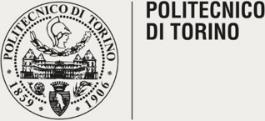 POLITECNICO DI TORINO
1859
1906
POLITECNICO
DI TORINO